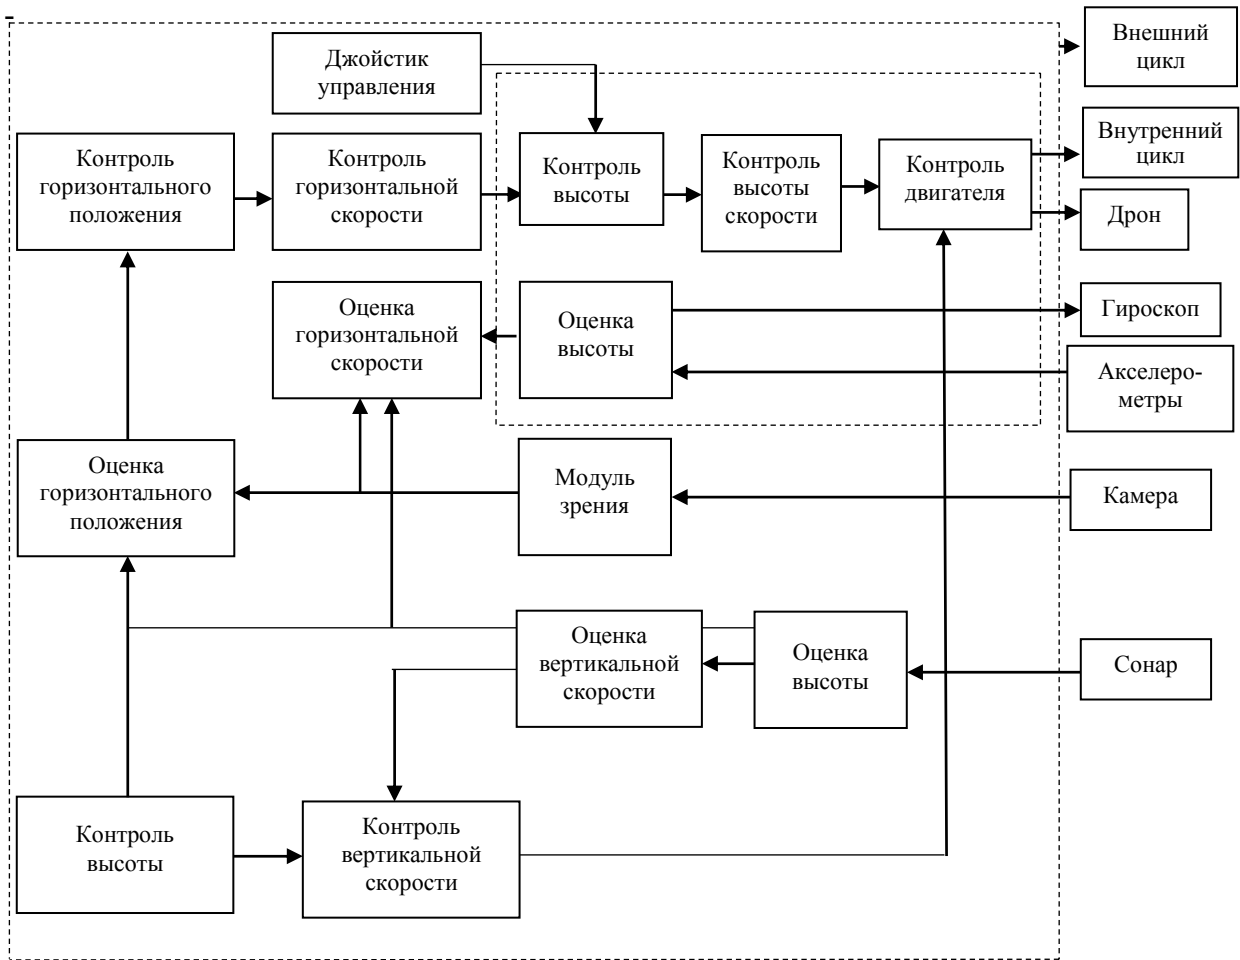 Внешний
цикл
Джойстик
управления
Контроль
горизонтального
положения
Контроль
горизонтальной
скорости
Контроль
высоты
Контроль
высоты
скорости
Контроль
двигателя
Внутренний
цикл
Дрон
Оценка
горизонтальной
скорости
Оценка
высоты
Гироскоп
Акселеро-
метры
Оценка
горизонтального
положения
Модуль
зрения
Камера
Оценка
вертикальной
скорости
Оценка
высоты
Сонар
Контроль
высоты
Контроль
вертикальной
скорости